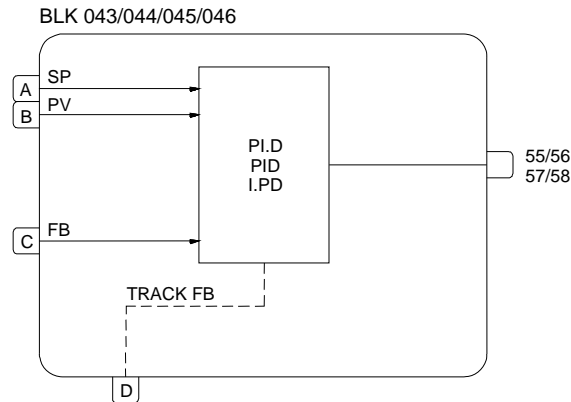 BLK 043/044/045/046
A
SP
B
PV
PI.D
PID
I.PD
55/56
57/58
C
FB
TRACK FB
D